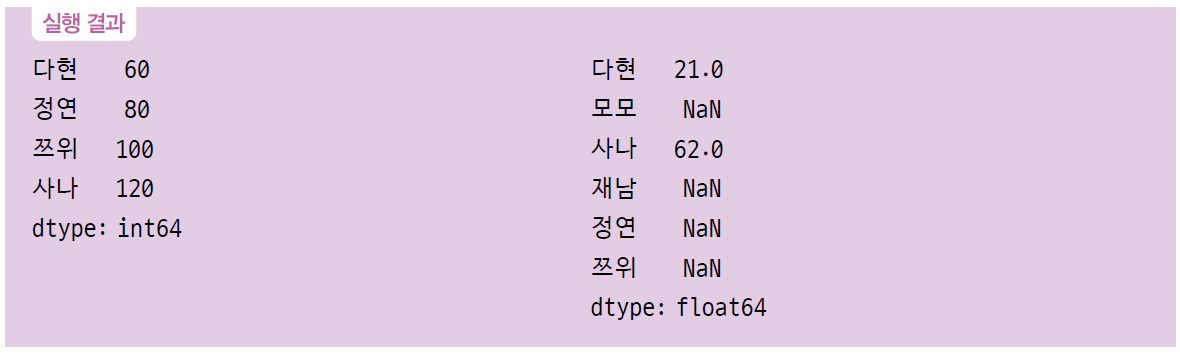 실행 결과
다현 60
정연 80
쯔위 100
사나 120
dtype: int64
다현 21.0
모모 NaN
사나 62.0
재남 NaN
정연 NaN
쯔위 NaN
dtype: float64